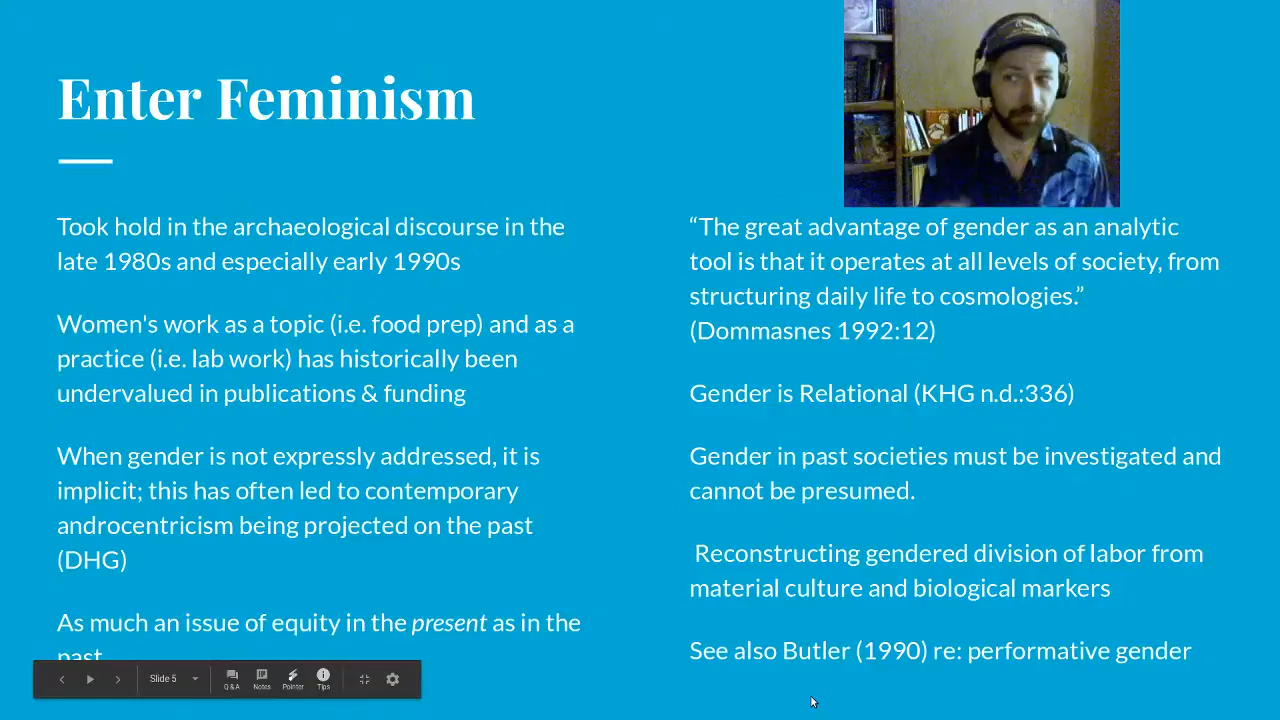 Enter Feminism
Took hold in the archaeological discourse in the
late 1980s and especially early 1990s
Women's work as a topic (i.e. food prep) and as a
practice (i.e. lab work) has historically been
undervalued in publications & funding
When gender is not expressly addressed, it is
implicit; this has often led to contemporary
androcentricism being projected on the past
(DHG)
As much an issue of equity in the present as in the
past
“The great advantage of gender as an analytic
tool is that it operates at all levels of society, from
structuring daily life to cosmologies.”
(Dommasnes 1992:12)
Gender is Relational (KHG n.d.:336)
Gender in past societies must be investigated and
cannot be presumed.
Reconstructing gendered division of labor from
material culture and biological markers
See also Butler (1990) re: performative gender
Slide 5
Q&A Notes Pointer Tips